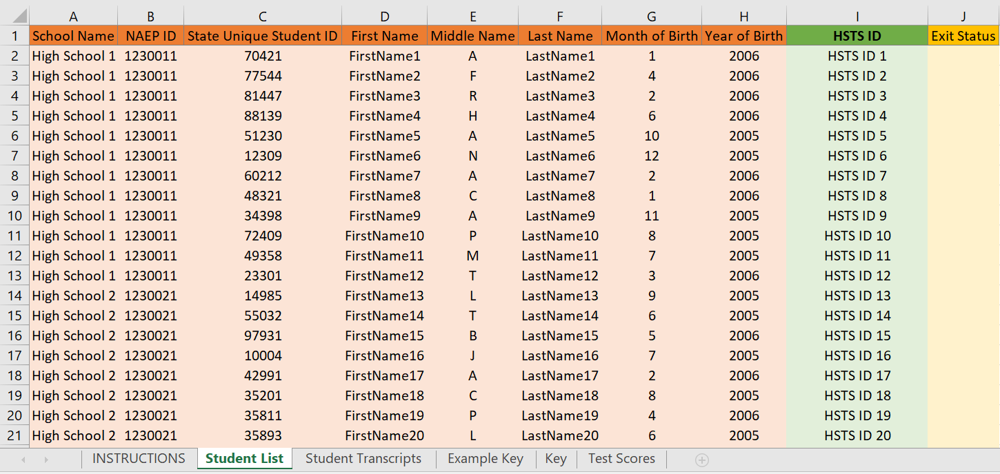 A B C D E F G H I J
1 School Name NAEP ID State Unique Student ID First Name Middle Name Last Name Month of Birth Year of Birth HSTS ID Exit Status
2 High School 1 1230011 70421 FirstName1 A LastName1 1 2006 HSTS ID 1
3 High School 1 1230011 77544 FirstName2 F LastName2 4 2006 HSTS ID 2
4 High School 1 1230011 81447 FirstName3 R LastName3 2 2006 HSTS ID 3
5 High School 1 1230011 88139 FirstName4 H LastName4 6 2006 HSTS ID 4
6 High School 1 1230011 51230 FirstName5 A LastName5 10 2005 HSTS ID 5
7 High School 1 1230011 12309 FirstName6 N LastName6 12 2005 HSTS ID 6
8 High School 1 1230011 60212 FirstName7 A LastName7 2 2006 HSTS ID 7
9 High School 1 1230011 48321 FirstName8 C LastName8 1 2006 HSTS ID 8
10 High School 1 1230011 34398 FirstName9 A LastName9 11 2005 HSTS ID 9
11 High School 1 1230011 72409 FirstName10 P LastName10 8 2005 HSTS ID 10
12 High School 1 1230011 49358 FirstName11 M LastName11 7 2005 HSTS ID 11
13 High School 1 1230011 23301 FirstName12 T LastName12 3 2006 HSTS ID 12
14 High School 2 1230021 14985 FirstName13 L LastName13 9 2005 HSTS ID 13
15 High School 2 1230021 55032 FirstName14 T LastName14 6 2005 HSTS ID 14
16 High School 2 1230021 97931 FirstName15 B LastName15 5 2006 HSTS ID 15
17 High School 2 1230021 10004 FirstName16 J LastName16 7 2005 HSTS ID 16
18 High School 2 1230021 42991 FirstName17 A LastName17 2 2006 HSTS ID 17
19 High School 2 1230021 35201 FirstName18 C LastName18 8 2005 HSTS ID 18
20 High School 2 1230021 35811 FirstName19 P LastName19 4 2006 HSTS ID 19
21 High School 2 1230021 35893 FirstName20 L LastName20 6 2005 HSTS ID 20
INSTRUCTIONS Student List Student Transcripts Example Key Key Test Scores